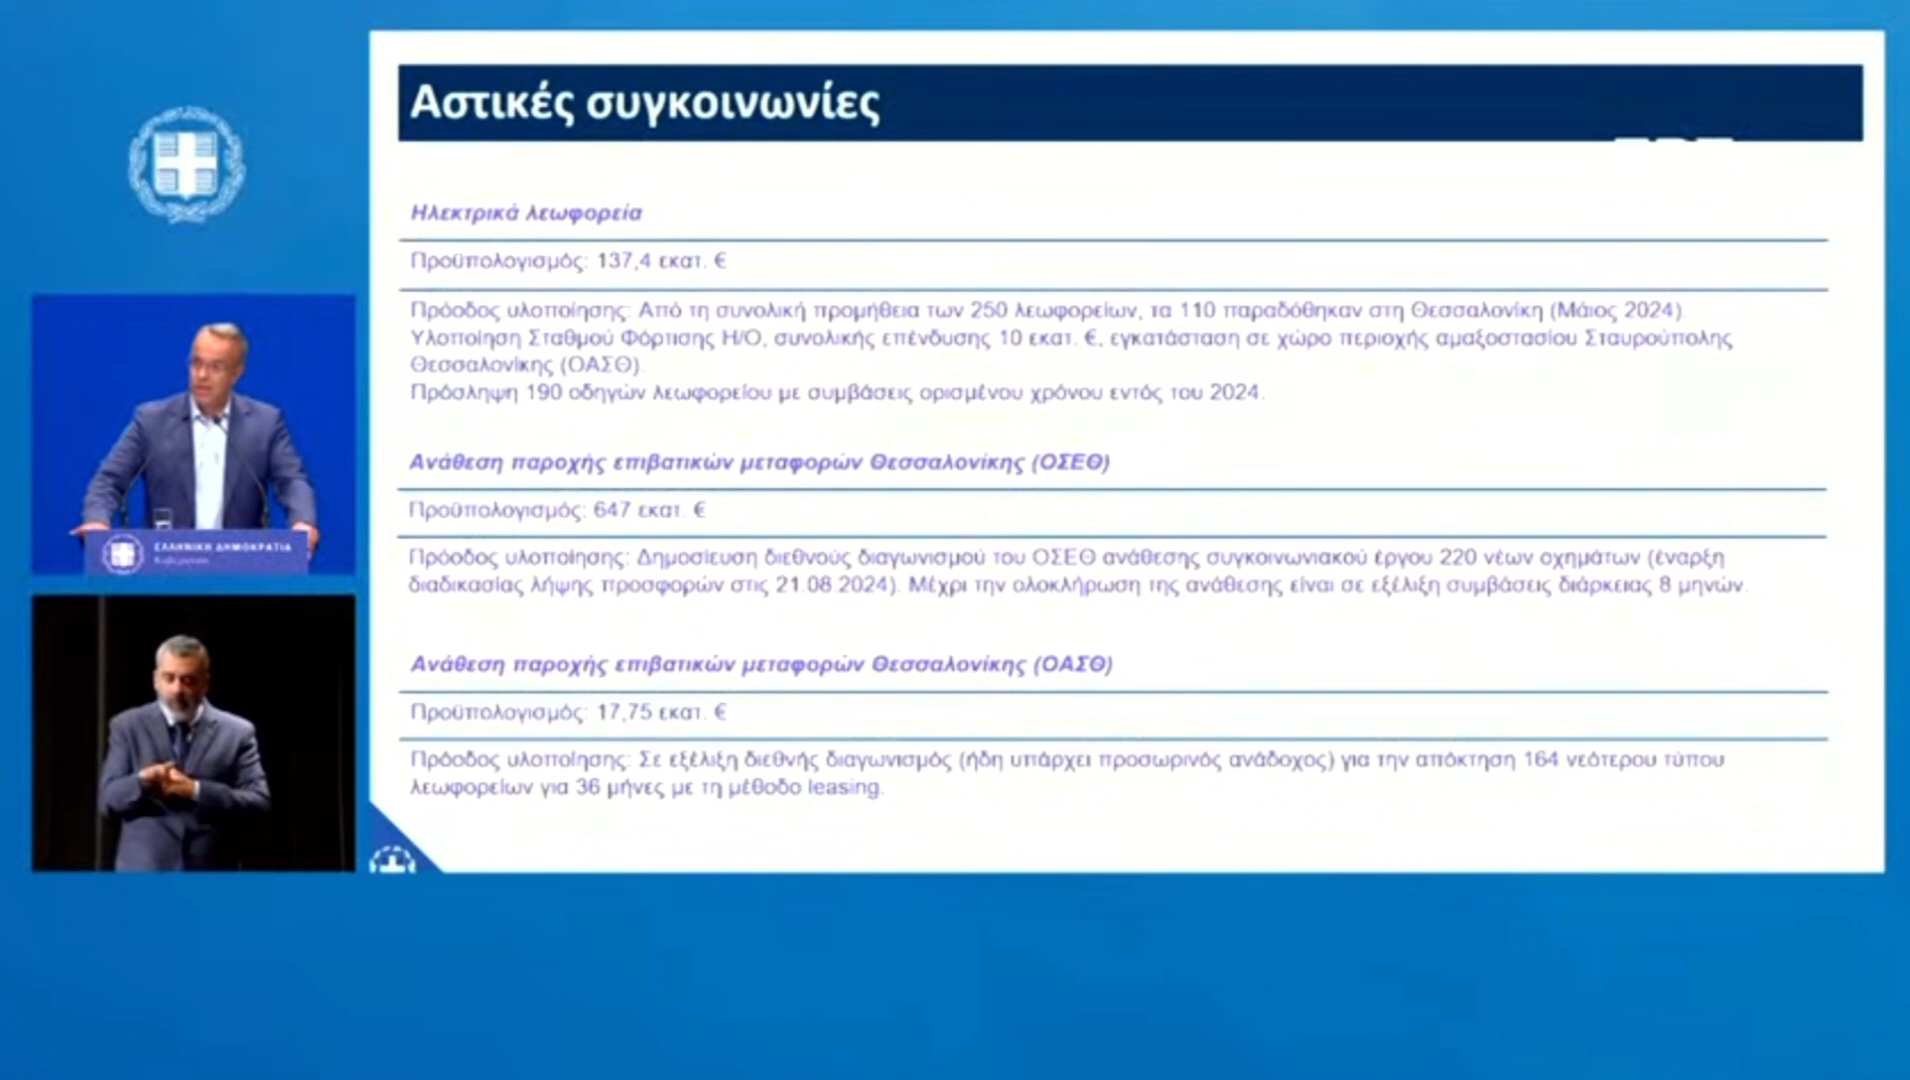 Αστικές συγκοινωνίες
Ηλεκτρικά λεωφορεία
Προϋπολογισμός: 137,4 εκατ. €
Πρόοδος υλοποίησης: Από τη συνολική προμήθεια των 250 λεωφορείων, τα 110 παραδόθηκαν στη Θεσσαλονίκη (Μάιος 2024).
Υλοποίηση Σταθμού Φόρτισης Η/Ο, συνολικής επένδυσης 10 εκατ. €, εγκατάσταση σε χώρο περιοχής αμαξοστασίου Σταυρούπολης
Θεσσαλονίκης (ΟΑΣΘ).
Πρόσληψη 190 οδηγών λεωφορείου με συμβάσεις ορισμένου χρόνου εντός του 2024.
Ανάθεση παροχής επιβατικών μεταφορών Θεσσαλονίκης (ΟΣΕΘ)
Προϋπολογισμός: 647 εκατ. €
Πρόοδος υλοποίησης: Δημοσίευση διεθνούς διαγωνισμού του ΟΣΕΘ ανάθεσης συγκοινωνιακού έργου 220 νέων οχημάτων (έναρξη
διαδικασίας λήψης προσφορών στις 21.08.2024). Μέχρι την ολοκλήρωση της ανάθεσης είναι σε εξέλιξη συμβάσεις διάρκειας 8 μηνών.
Ανάθεση παροχής επιβατικών μεταφορών Θεσσαλονίκης (ΟΑΣΘ)
Προϋπολογισμός: 17,75 εκατ. €
Πρόοδος υλοποίησης: Σε εξέλιξη διεθνής διαγωνισμός (ήδη υπάρχει προσωρινός ανάδοχος) για την απόκτηση 164 νεότερου τύπου
λεωφορείων για 36 μήνες με τη μέθοδο leasing.
ΕΛΛΗΝΙΚΗ ΔΗΜΟΚΡΑΤΙΑ